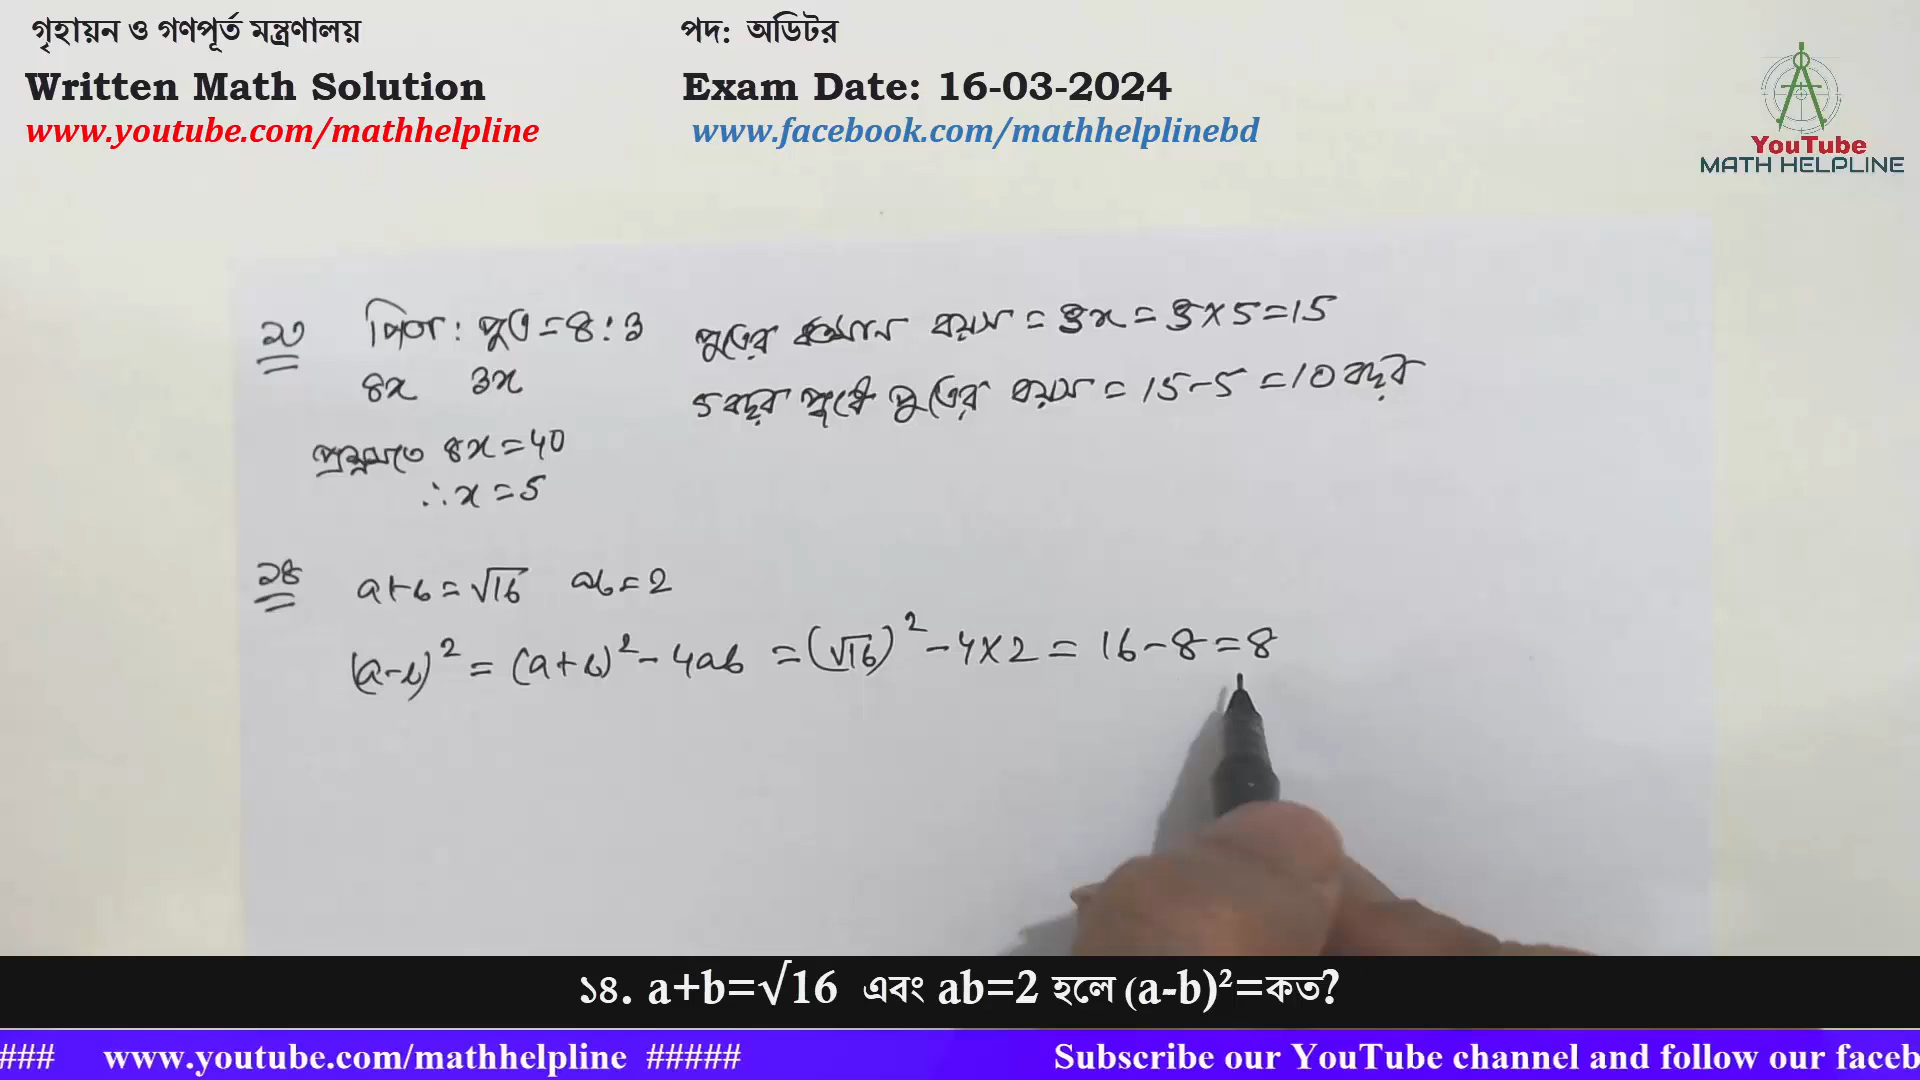 গৃহায়ন ও গণপূর্ত মন্ত্রণালয়
পদ: অডিটর
Written Math Solution
Exam Date: 16-03-2024
www.youtube.com/mathhelpline
www.facebook.com/mathhelplinebd
YouTube
MATH HELPLINE
১৩
পিতা : পুত্র = 8 : 3
8x 3x
প্রশ্নমতে 8x = 40
∴ x = 5
পুত্রের বর্তমান বয়স = 3x = 3 × 5 = 15
5 বছর পূর্বে পুত্রের বয়স = 15 - 5 = 10 বছর
১৪
a+b = √16 ab = 2
(a-b)² = (a+b)² - 4ab = (√16)² - 4×2 = 16 - 8 = 8
১৪. a+b=√16 এবং ab=2 হলে (a-b)²=কত?
### www.youtube.com/mathhelpline ##### Subscribe our YouTube channel and follow our faceb